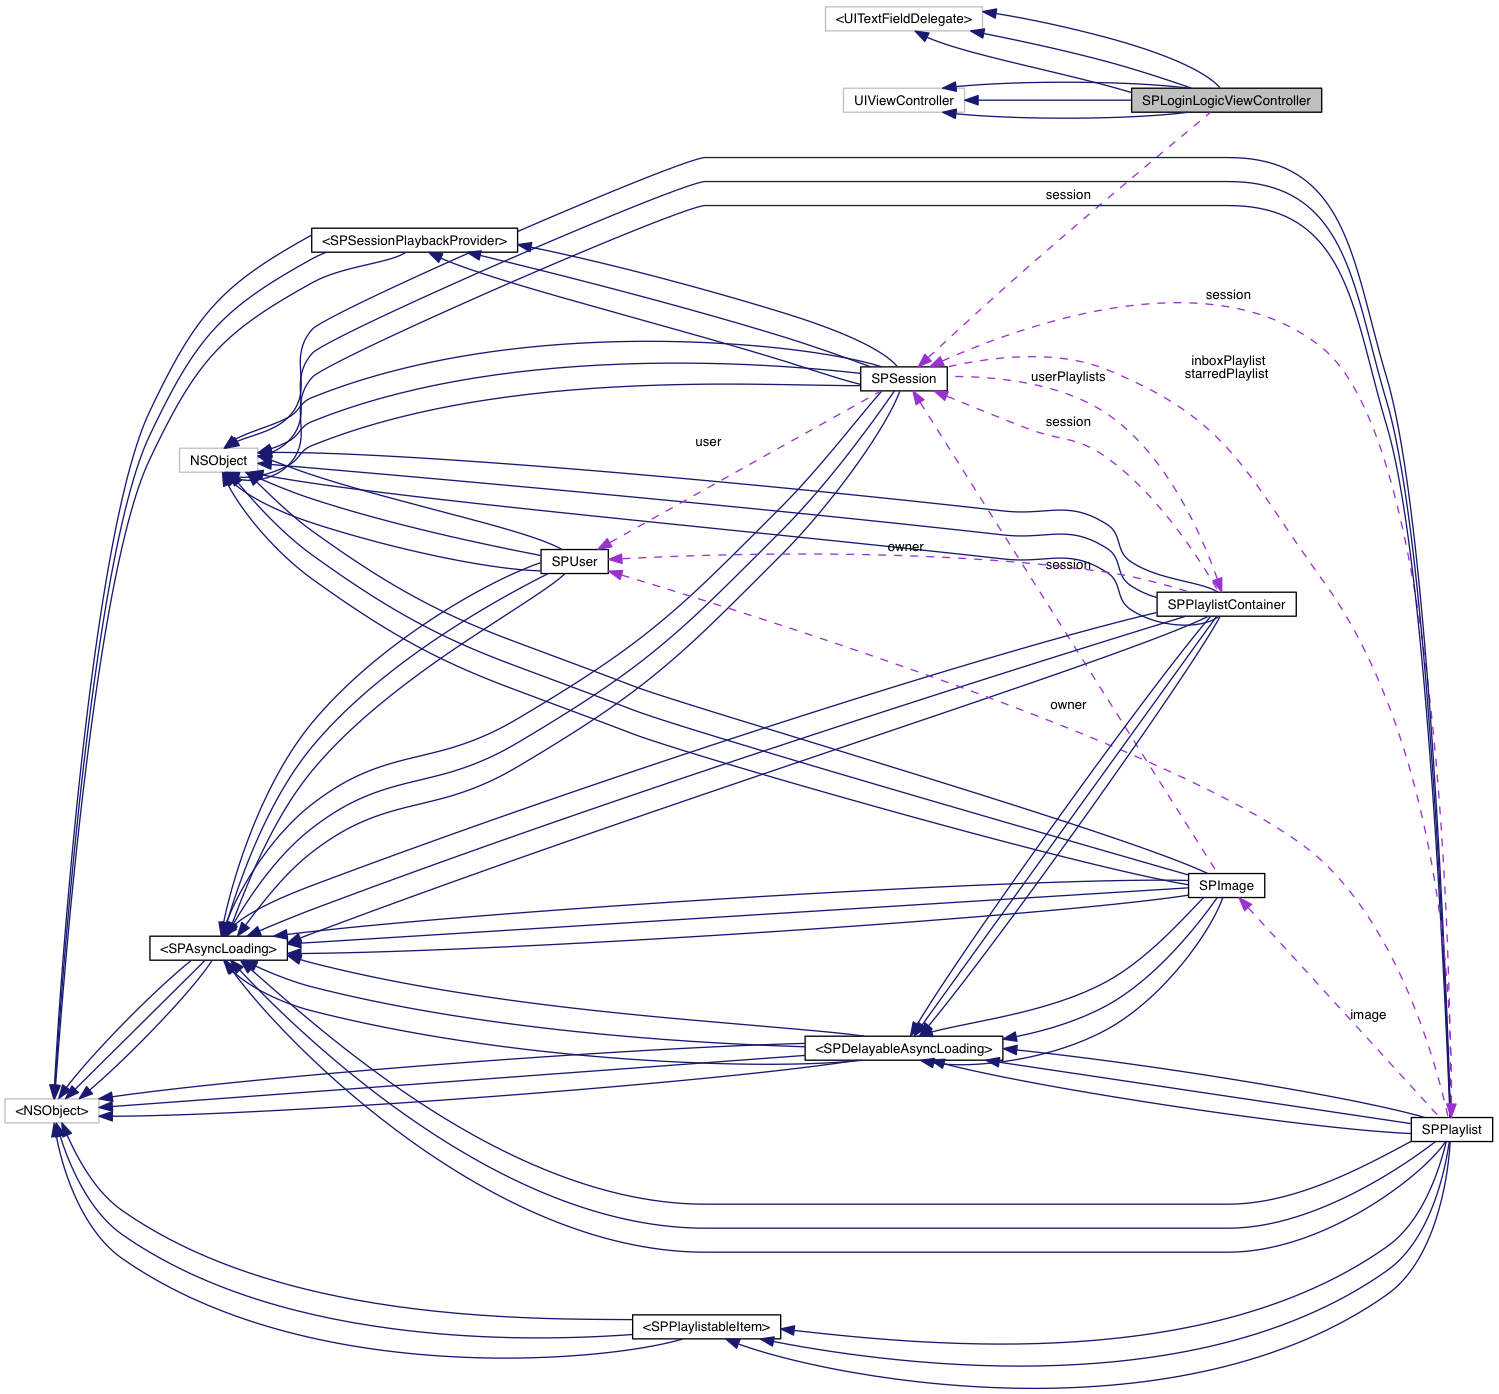 <UITextFieldDelegate>
UIViewController
SPLoginLogicViewController
session
<SPSessionPlaybackProvider>
session
inboxPlaylist
starredPlaylist
SPSession
userPlaylists
session
user
NSObject
owner
SPUser
session
SPPlaylistContainer
owner
SPImage
<SPAsyncLoading>
image
<SPDelayableAsyncLoading>
<NSObject>
SPPlaylist
<SPPlaylistableItem>